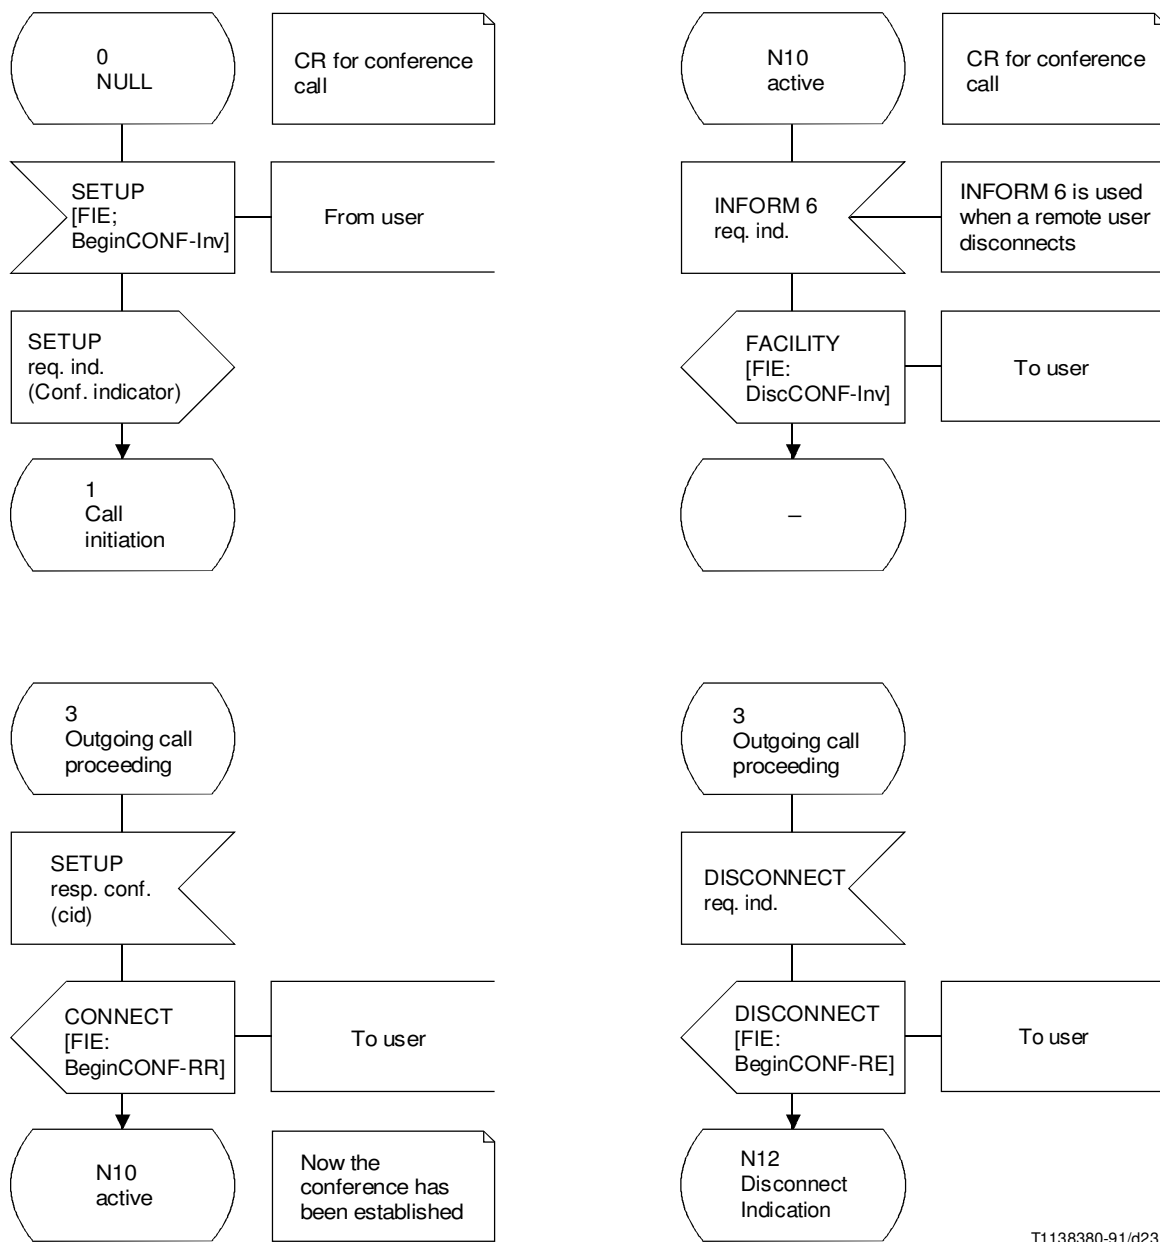 0
NULL
CR for conference
call
SETUP
[FIE;
BeginCONF-Inv]
From user
SETUP
req. ind.
(Conf. indicator)
1
Call
initiation
N10
active
CR for conference
call
INFORM 6
req. ind.
INFORM 6 is used
when a remote user
disconnects
FACILITY
[FIE:
DiscCONF-Inv]
To user
–
3
Outgoing call
proceeding
SETUP
resp. conf.
(cid)
CONNECT
[FIE:
BeginCONF-RR]
To user
N10
active
Now the
conference has
been established
3
Outgoing call
proceeding
DISCONNECT
req. ind.
DISCONNECT
[FIE:
BeginCONF-RE]
To user
N12
Disconnect
Indication
T1138380-91/d23